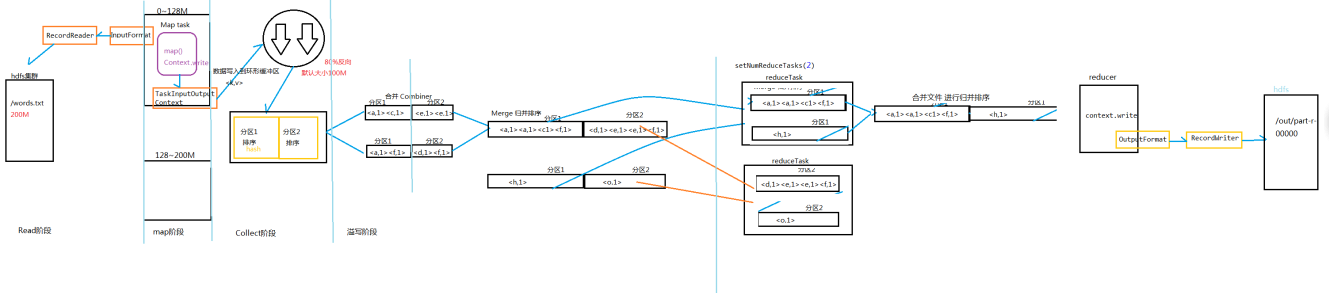 0~128M
Map task
RecordReader
InputFormat
map()
Context.write
hdfs集群
/words.txt
200M
TaskInputOutput
Context
128~200M
Read阶段
map阶段
数据写入到环形缓冲区
<k,v>
80%反向
默认大小100M
分区1
排序
hash
分区2
排序
Collect阶段
合并 Combiner
分区1
分区2
<a,1><c,1>
<e,1><e,1>
分区1
分区2
<a,1><f,1>
<d,1><f,1>
溢写阶段
Merge 归并排序
分区1
分区2
<a,1><a,1><c1><f,1>
<d,1><e,1><e,1><f,1>
分区1
分区2
<h,1>
<o,1>
setNumReduceTasks(2)
reduceTask
分区1
<a,1><a,1><c1><f,1>
分区1
<h,1>
reduceTask
分区2
<d,1><e,1><e,1><f,1>
分区2
<o,1>
合并文件 进行归并排序
<a,1><a,1><c1><f,1>
分区1
<h,1>
reducer
context.write
OutputFormat
RecordWriter
hdfs
/out/part-r-
00000